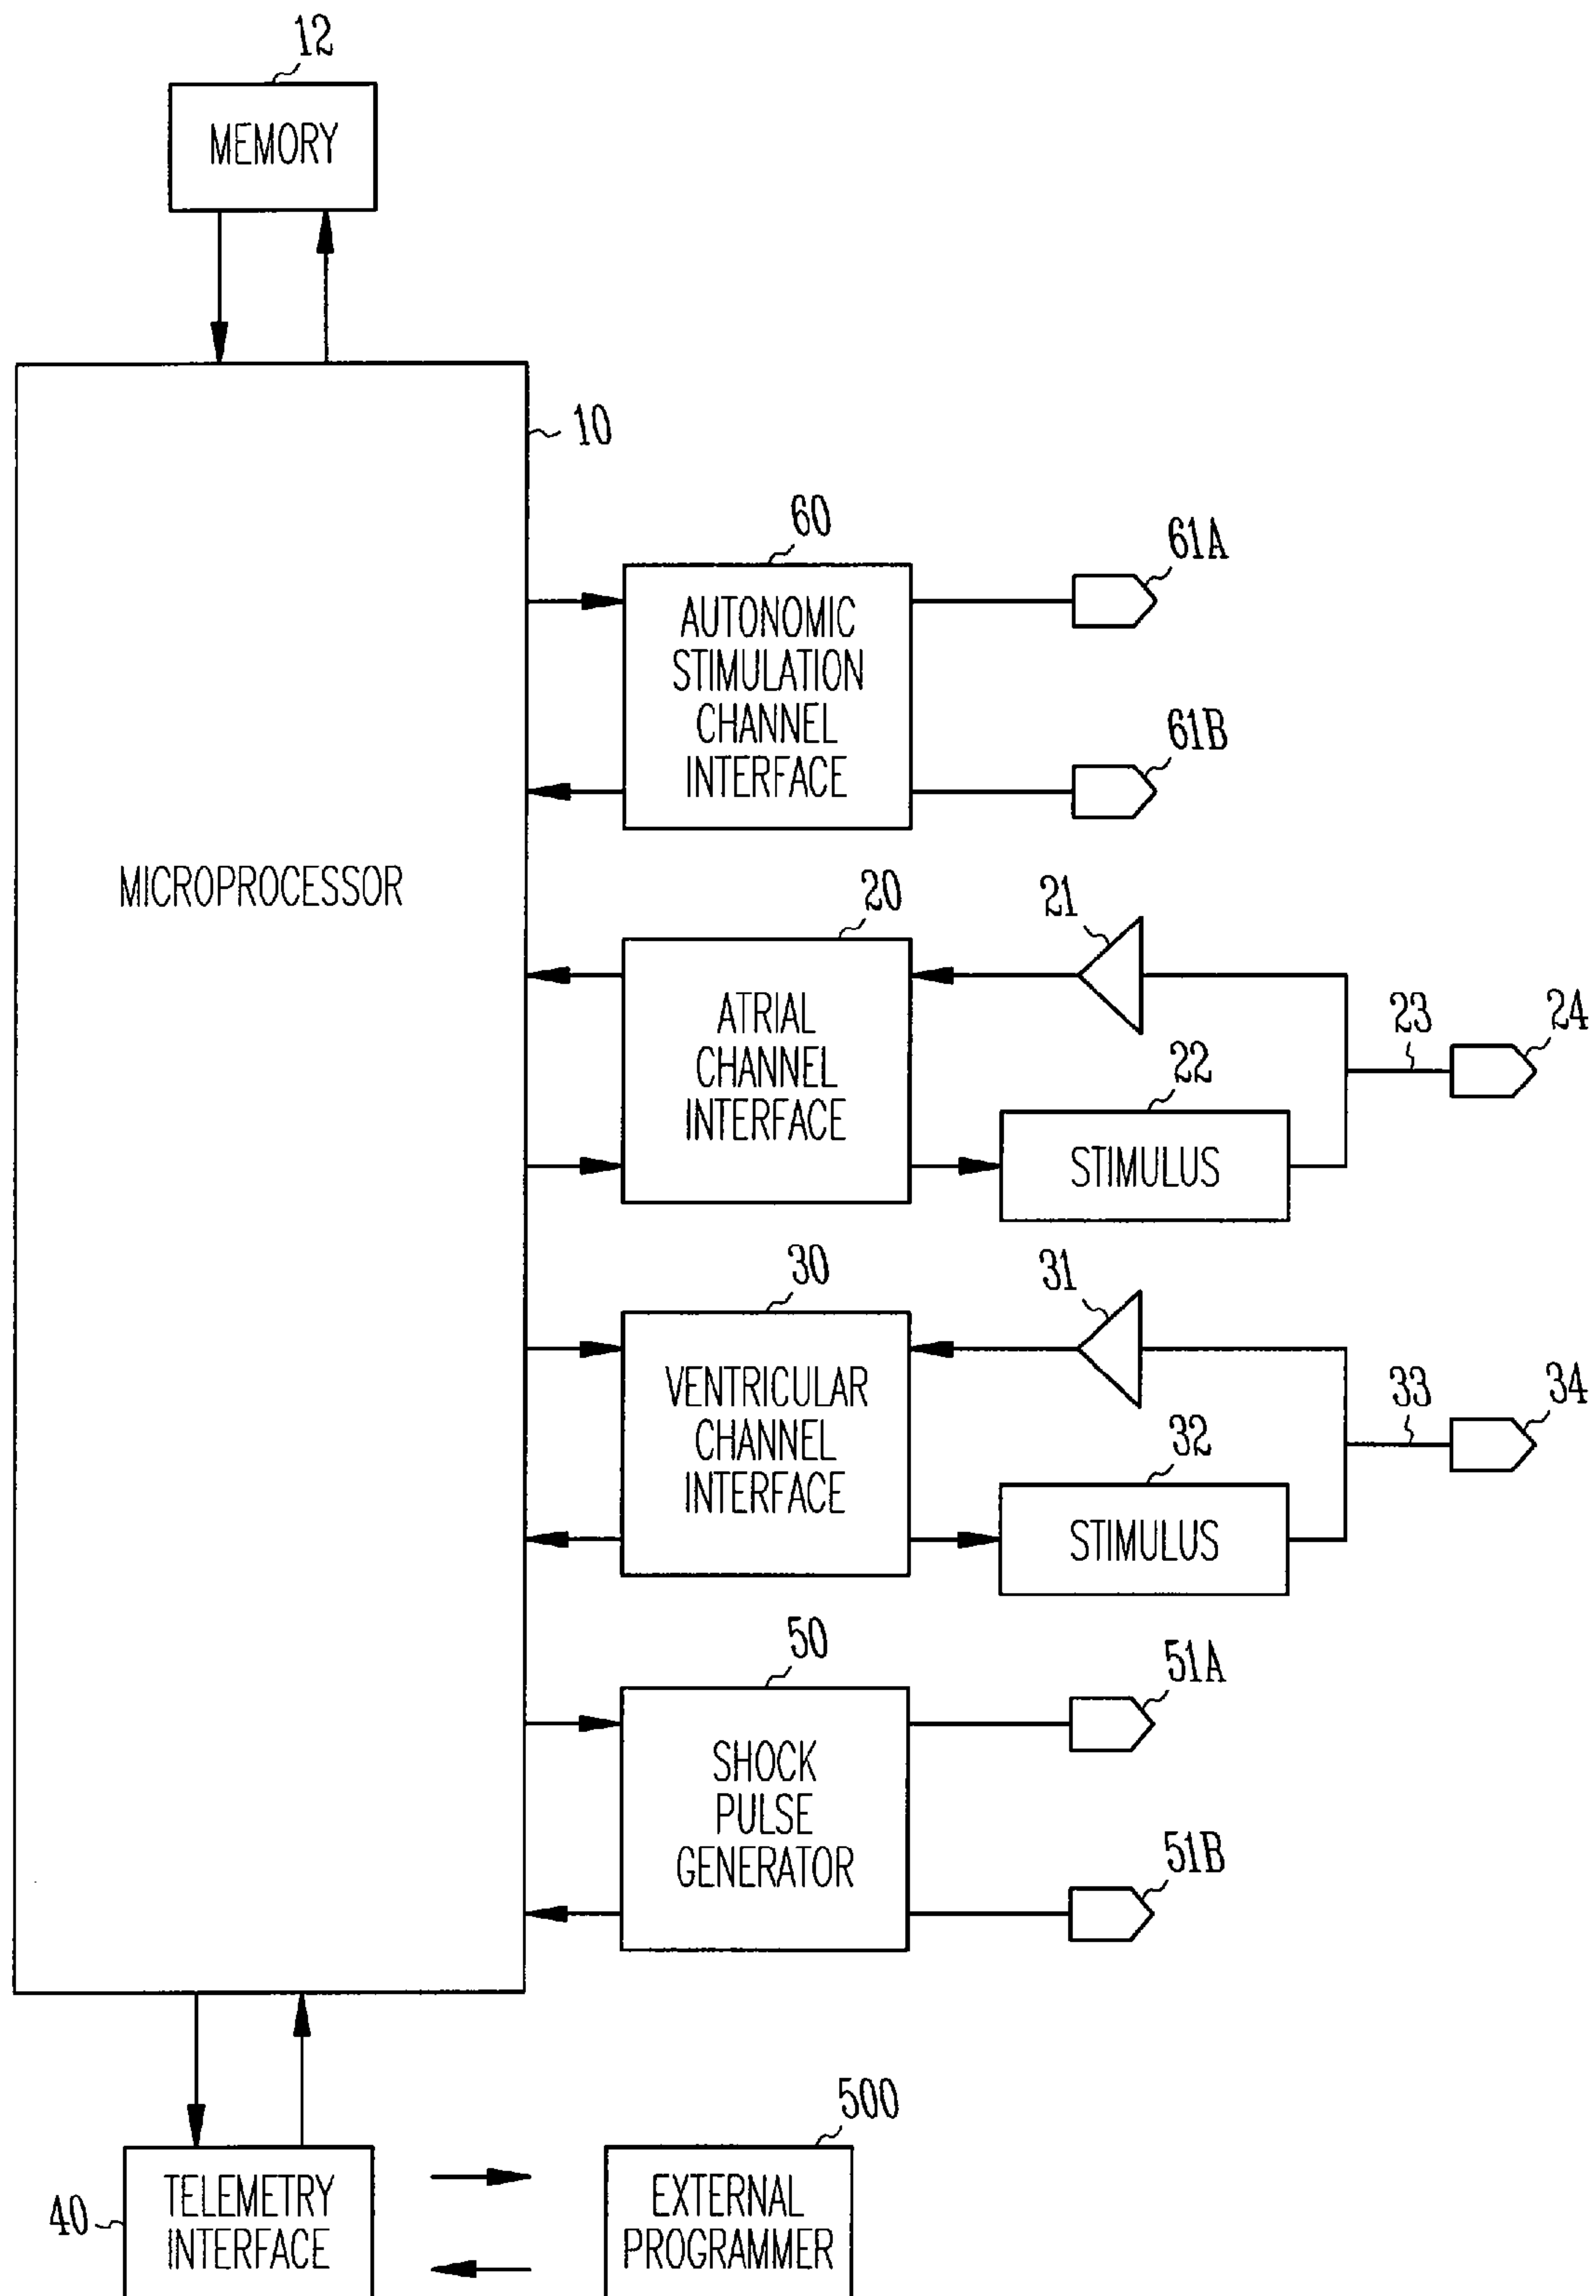 12
MEMORY
10
MICROPROCESSOR
60
AUTONOMIC
STIMULATION
CHANNEL
INTERFACE
61A
61B
20
ATRIAL
CHANNEL
INTERFACE
21
22
STIMULUS
23
24
30
VENTRICULAR
CHANNEL
INTERFACE
31
32
STIMULUS
33
34
50
SHOCK
PULSE
GENERATOR
51A
51B
40
TELEMETRY
INTERFACE
500
EXTERNAL
PROGRAMMER